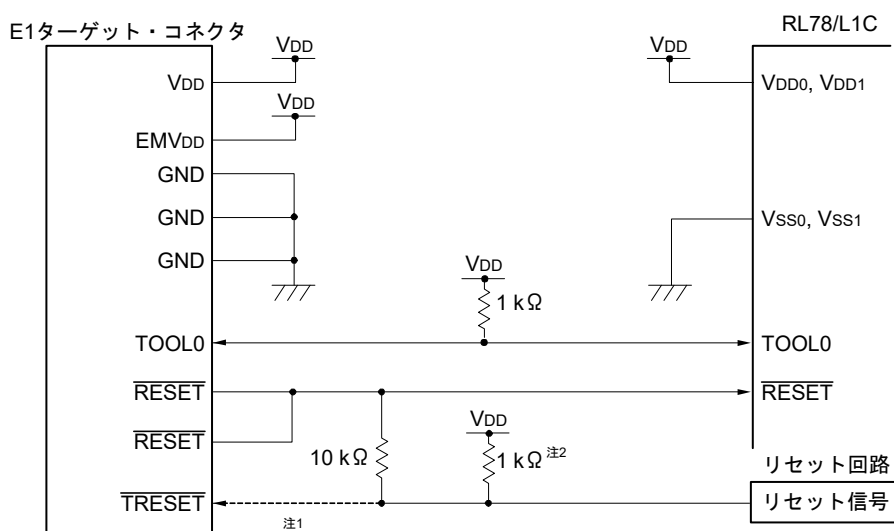 E1ターゲット・コネクタ
RL78/L1C
VDD
VDD
VDD
VDD0, VDD1
VDD
EMVDD
GND
GND
VSS0, VSS1
GND
VDD
1 kΩ
TOOL0
TOOL0
RESET
RESET
VDD
RESET
10 kΩ
1 kΩ 注2
リセット回路
TRESET
リセット信号
注1